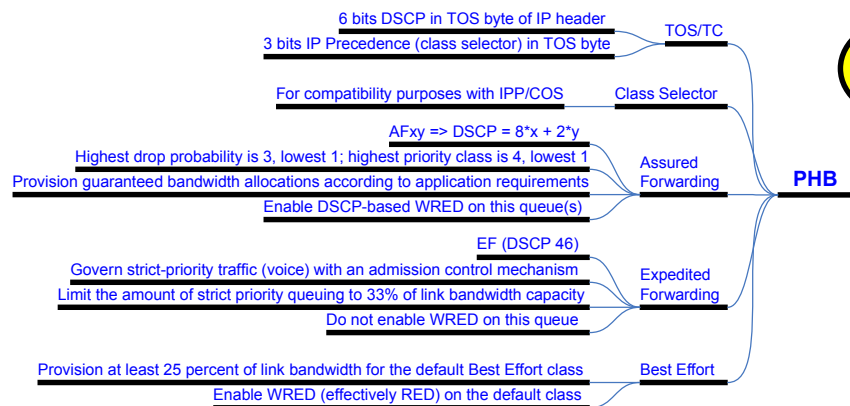 6 bits DSCP in TOS byte of IP header
3 bits IP Precedence (class selector) in TOS byte
TOS/TC
For compatibility purposes with IPP/COS
Class Selector
AFxy => DSCP = 8*x + 2*y
Highest drop probability is 3, lowest 1; highest priority class is 4, lowest 1
Provision guaranteed bandwidth allocations according to application requirements
Enable DSCP-based WRED on this queue(s)
Assured
Forwarding
PHB
EF (DSCP 46)
Govern strict-priority traffic (voice) with an admission control mechanism
Limit the amount of strict priority queuing to 33% of link bandwidth capacity
Do not enable WRED on this queue
Expedited
Forwarding
Provision at least 25 percent of link bandwidth for the default Best Effort class
Enable WRED (effectively RED) on the default class
Best Effort